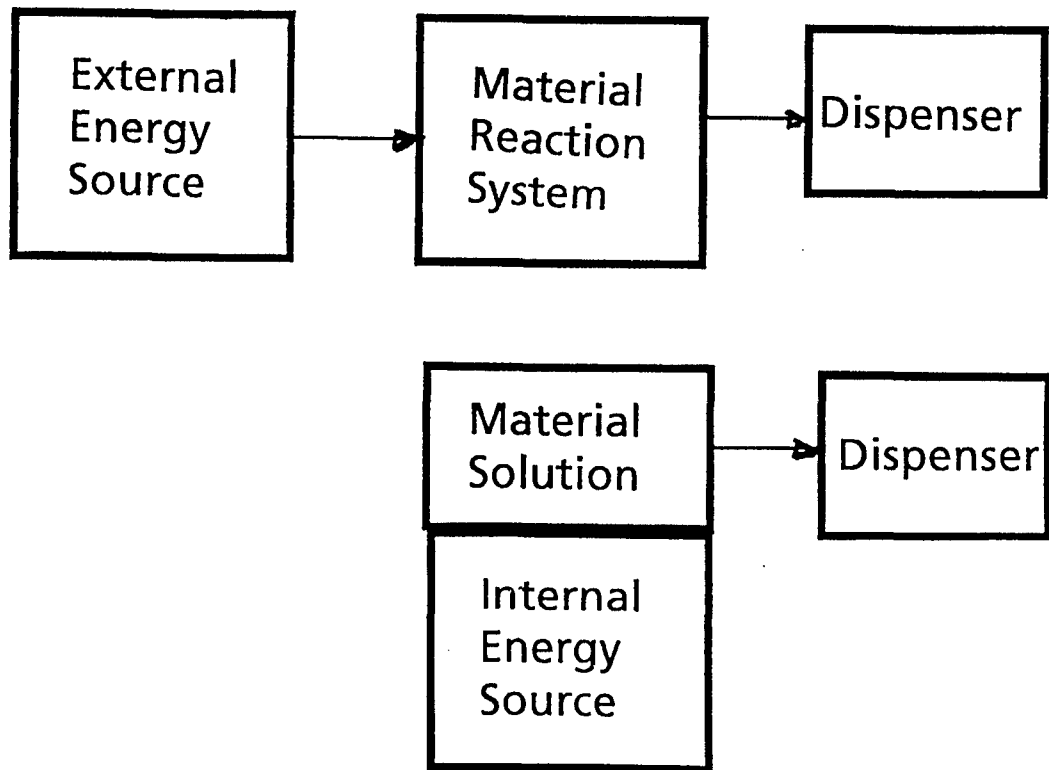 External
Energy
Source
Material
Reaction
System
Dispenser
Material
Solution
Dispenser
Internal
Energy
Source